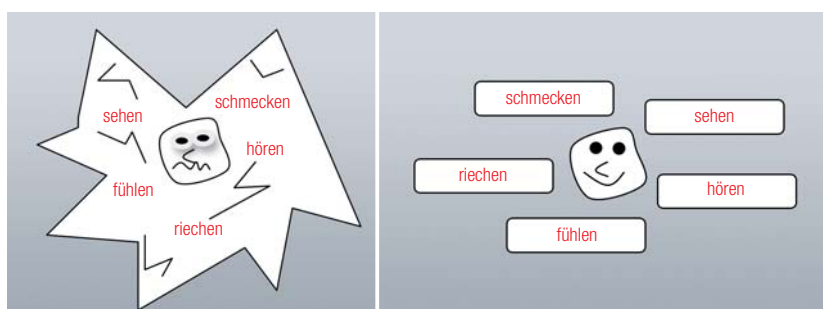 schmecken
sehen
hören
fühlen
riechen
schmecken
sehen
riechen
hören
fühlen